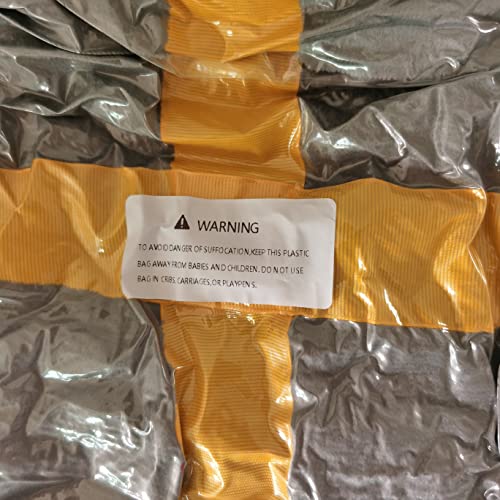 WARNING
TO AVOID DANGER OF SUFFOCATION,KEEP THIS PLASTIC
BAG AWAY FROM BABIES AND CHILDREN. DO NOT USE
BAG IN CRIBS, CARRIAGES, OR PLAYPENS.